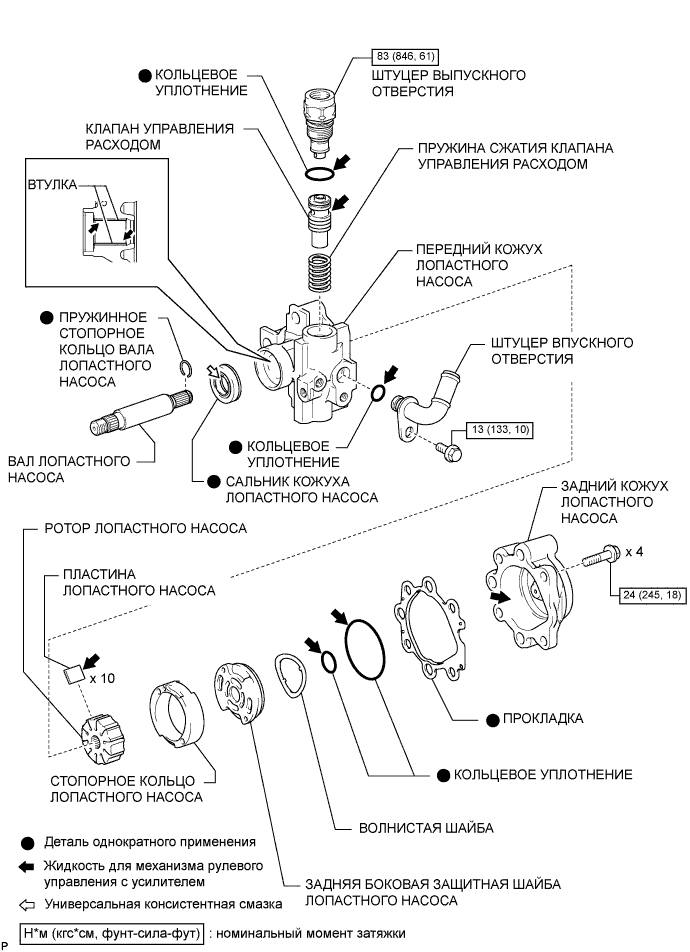 83 (846, 61)
ШТУЦЕР ВЫПУСКНОГО
ОТВЕРСТИЯ
● КОЛЬЦЕВОЕ
УПЛОТНЕНИЕ
КЛАПАН УПРАВЛЕНИЯ
РАСХОДОМ
ПРУЖИНА СЖАТИЯ КЛАПАНА
УПРАВЛЕНИЯ РАСХОДОМ
ВТУЛКА
ПЕРЕДНИЙ КОЖУХ
ЛОПАСТНОГО
НАСОСА
● ПРУЖИННОЕ
СТОПОРНОЕ
КОЛЬЦО ВАЛА
ЛОПАСТНОГО
НАСОСА
ШТУЦЕР ВПУСКНОГО
ОТВЕРСТИЯ
13 (133, 10)
● КОЛЬЦЕВОЕ
УПЛОТНЕНИЕ
ВАЛ ЛОПАСТНОГО
НАСОСА
● САЛЬНИК КОЖУХА
ЛОПАСТНОГО НАСОСА
ЗАДНИЙ КОЖУХ
ЛОПАСТНОГО
НАСОСА
РОТОР ЛОПАСТНОГО НАСОСА
x 4
ПЛАСТИНА
ЛОПАСТНОГО НАСОСА
24 (245, 18)
x 10
● ПРОКЛАДКА
СТОПОРНОЕ КОЛЬЦО
ЛОПАСТНОГО НАСОСА
● КОЛЬЦЕВОЕ УПЛОТНЕНИЕ
ВОЛНИСТАЯ ШАЙБА
ЗАДНЯЯ БОКОВАЯ ЗАЩИТНАЯ ШАЙБА
ЛОПАСТНОГО НАСОСА
● Деталь однократного применения
Жидкость для механизма рулевого
управления с усилителем
Универсальная консистентная смазка
Н*м (кгс*см, фунт-сила-фут) : номинальный момент затяжки
P